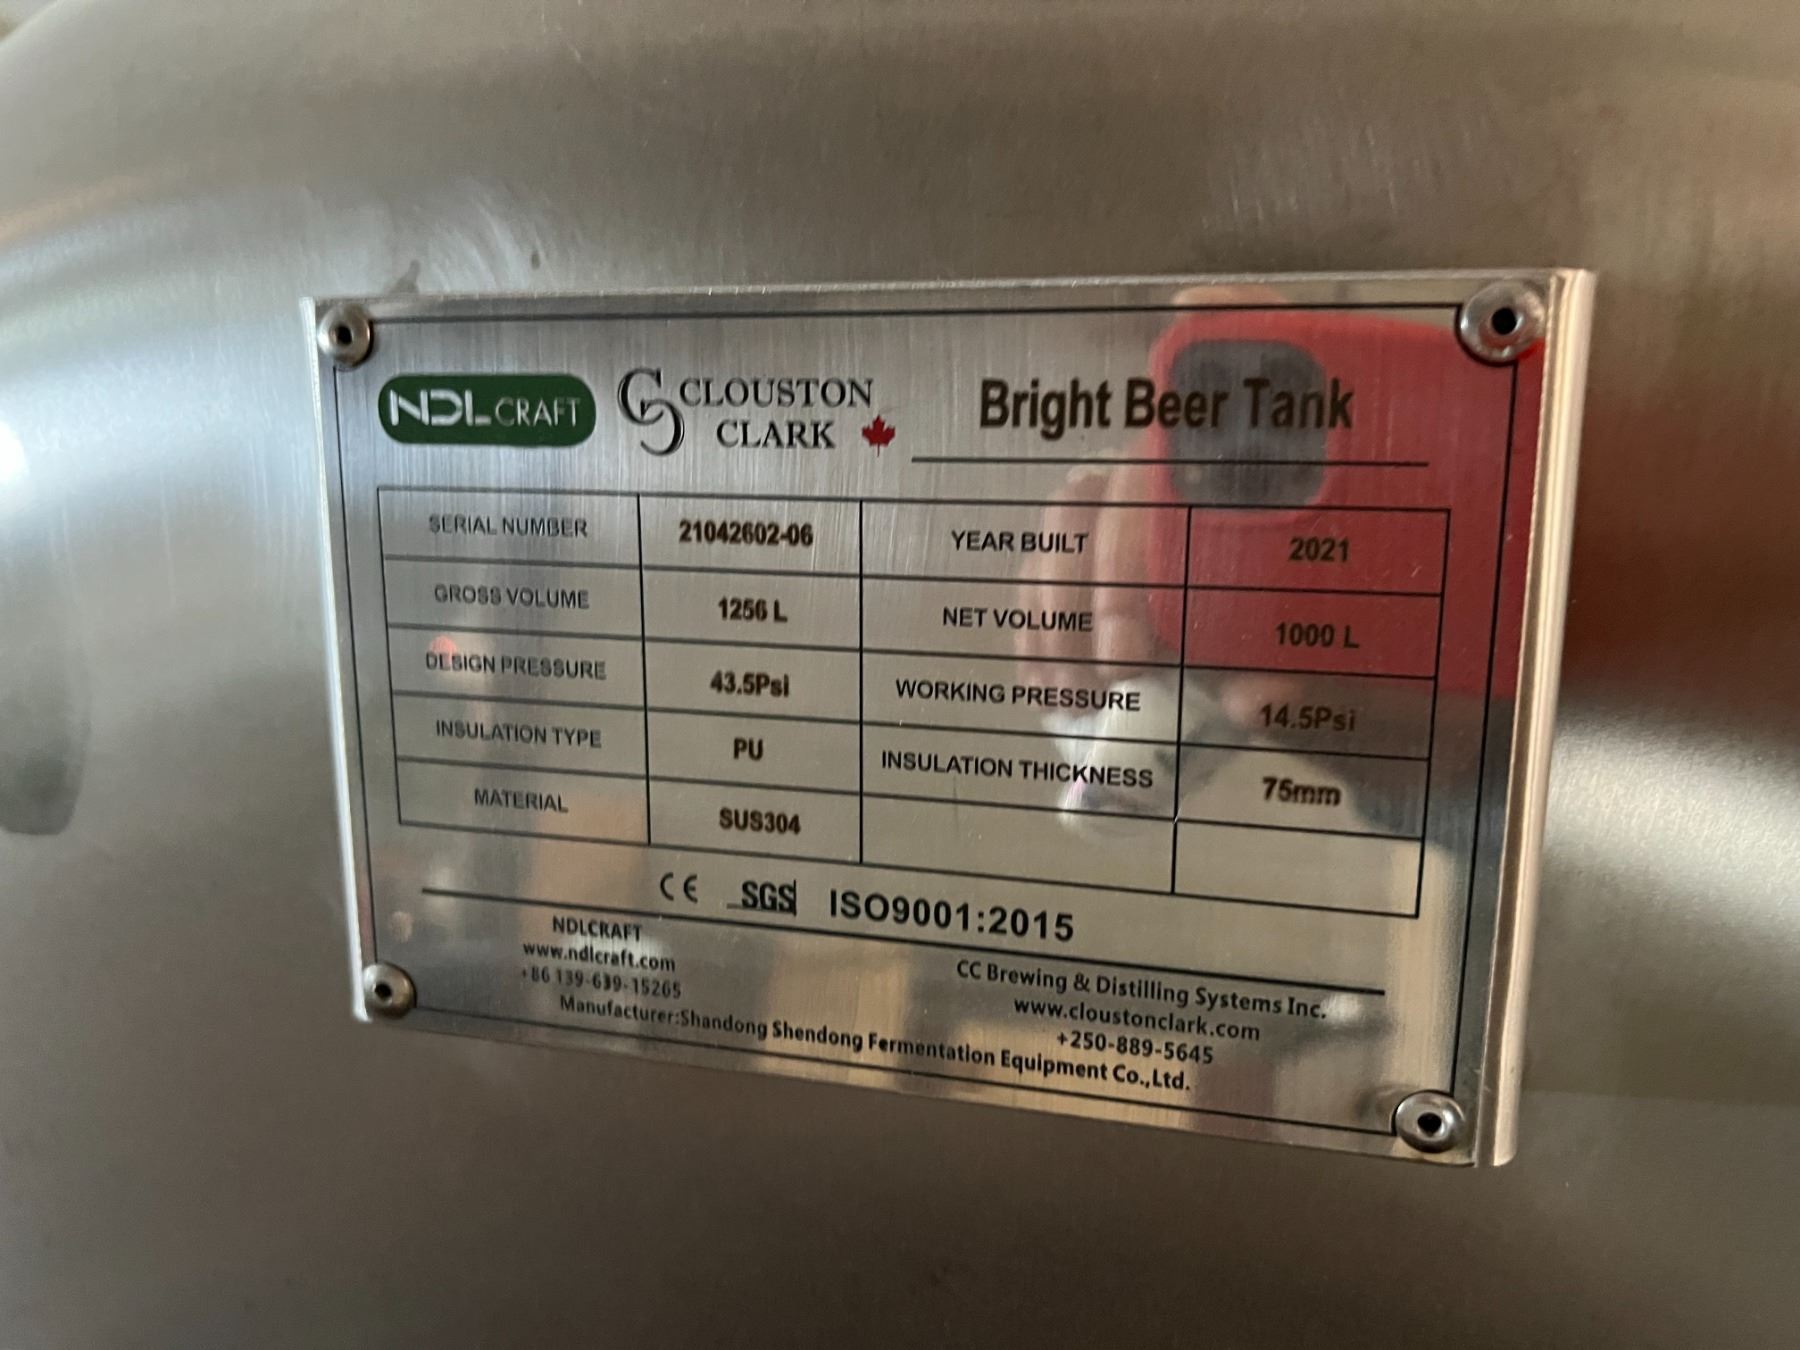 NDLCRAFT CLOUSTON CLARK Bright Beer Tank
SERIAL NUMBER 21042602-06 YEAR BUILT 2021
GROSS VOLUME 1256 L NET VOLUME 1000 L
DESIGN PRESSURE 43.5Psi WORKING PRESSURE 14.5Psi
INSULATION TYPE PU INSULATION THICKNESS 75mm
MATERIAL SUS304
CE SGS ISO9001:2015
NDLCRAFT
www.ndlcraft.com
+86 139-639-15265
CC Brewing & Distilling Systems Inc.
www.cloustonclark.com
+250-889-5645
Manufacturer:Shandong Shendong Fermentation Equipment Co.,Ltd.